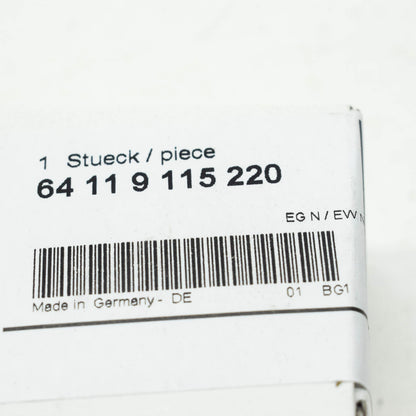 1 Stueck / piece
64 11 9 115 220
EG N / EW
Made in Germany - DE 01 BG1